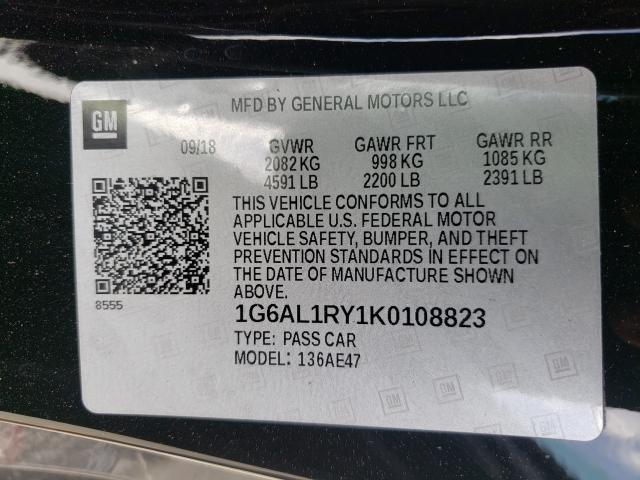 MFD BY GENERAL MOTORS LLC
GM
09/18 GVWR GAWR FRT GAWR RR
2082 KG 998 KG 1085 KG
4591 LB 2200 LB 2391 LB
THIS VEHICLE CONFORMS TO ALL
APPLICABLE U.S. FEDERAL MOTOR
VEHICLE SAFETY, BUMPER, AND THEFT
PREVENTION STANDARDS IN EFFECT ON
THE DATE OF MANUFACTURE SHOWN
ABOVE.
8555
1G6AL1RY1K0108823
TYPE: PASS CAR
MODEL: 136AE47